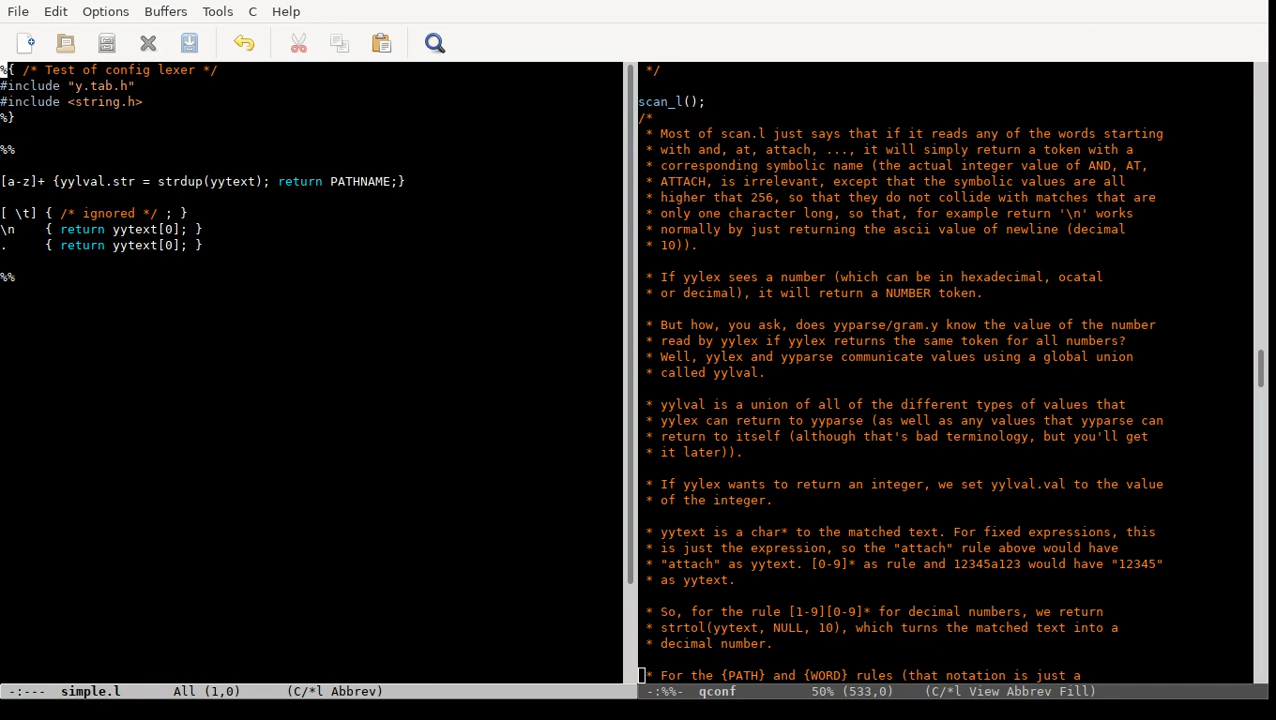 File Edit Options Buffers Tools C Help
%{ /* Test of config lexer */
#include "y.tab.h"
#include <string.h>
%}
%%
[a-z]+ {yylval.str = strdup(yytext); return PATHNAME;}
[ \t] { /* ignored */ ; }
\n    { return yytext[0]; }
.     { return yytext[0]; }
%%
-:---  simple.l       All (1,0)      (C/*l Abbrev)
 */
scan_l();
/*
 * Most of scan.l just says that if it reads any of the words starting
 * with and, at, attach, ..., it will simply return a token with a
 * corresponding symbolic name (the actual integer value of AND, AT,
 * ATTACH, is irrelevant, except that the symbolic values are all
 * higher that 256, so that they do not collide with matches that are
 * only one character long, so that, for example return '\n' works
 * normally by just returning the ascii value of newline (decimal
 * 10)).
 * If yylex sees a number (which can be in hexadecimal, ocatal
 * or decimal), it will return a NUMBER token.
 * But how, you ask, does yyparse/gram.y know the value of the number
 * read by yylex if yylex returns the same token for all numbers?
 * Well, yylex and yyparse communicate values using a global union
 * called yylval.
 * yylval is a union of all of the different types of values that
 * yylex can return to yyparse (as well as any values that yyparse can
 * return to itself (although that's bad terminology, but you'll get
 * it later)).
 * If yylex wants to return an integer, we set yylval.val to the value
 * of the integer.
 * yytext is a char* to the matched text. For fixed expressions, this
 * is just the expression, so the "attach" rule above would have
 * "attach" as yytext. [0-9]* as rule and 12345a123 would have "12345"
 * as yytext.
 * So, for the rule [1-9][0-9]* for decimal numbers, we return
 * strtol(yytext, NULL, 10), which turns the matched text into a
 * decimal number.
 * For the {PATH} and {WORD} rules (that notation is just a
-:%%-  qconf          50% (533,0)    (C/*l View Abbrev Fill)